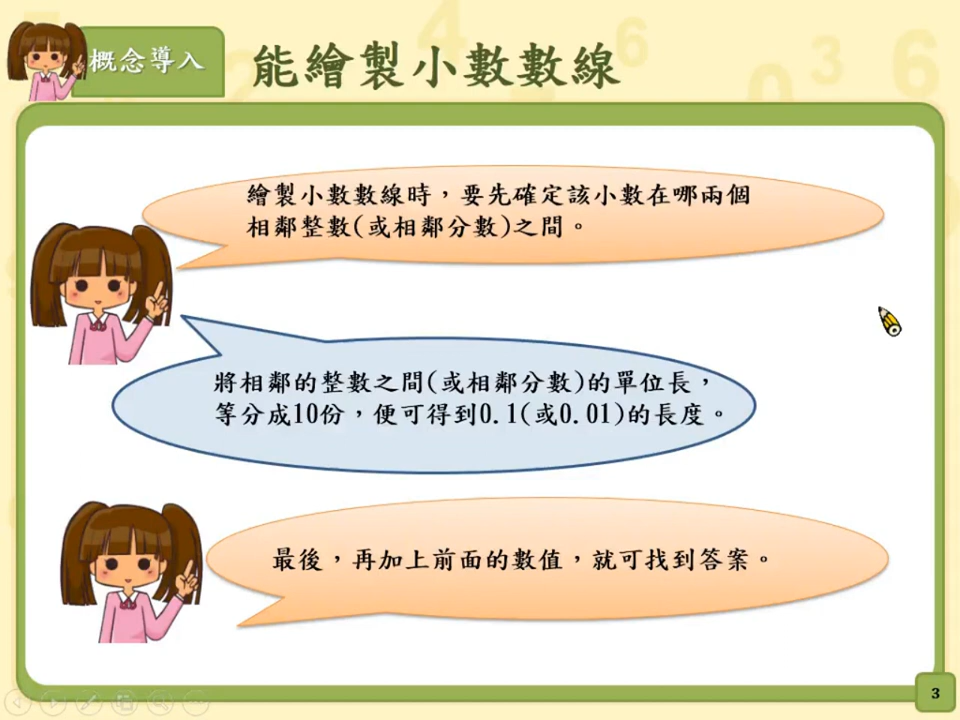 概念導入
能繪製小數數線
繪製小數數線時，要先確定該小數在哪兩個
相鄰整數(或相鄰分數)之間。
將相鄰的整數之間(或相鄰分數)的單位長，
等分成10份，便可得到0.1(或0.01)的長度。
最後，再加上前面的數值，就可找到答案。
3